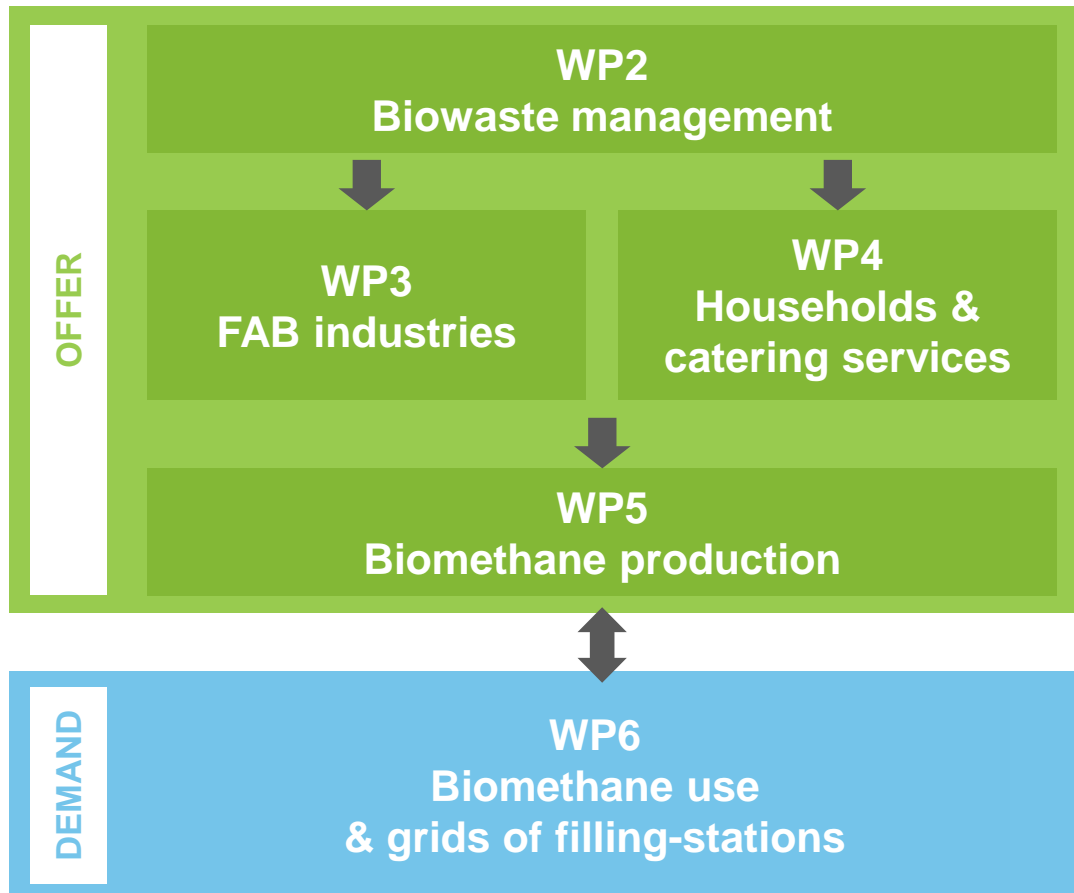 OFFER
WP2
Biowaste management
WP3
FAB industries
WP4
Households &
catering services
WP5
Biomethane production
DEMAND
WP6
Biomethane use
& grids of filling-stations